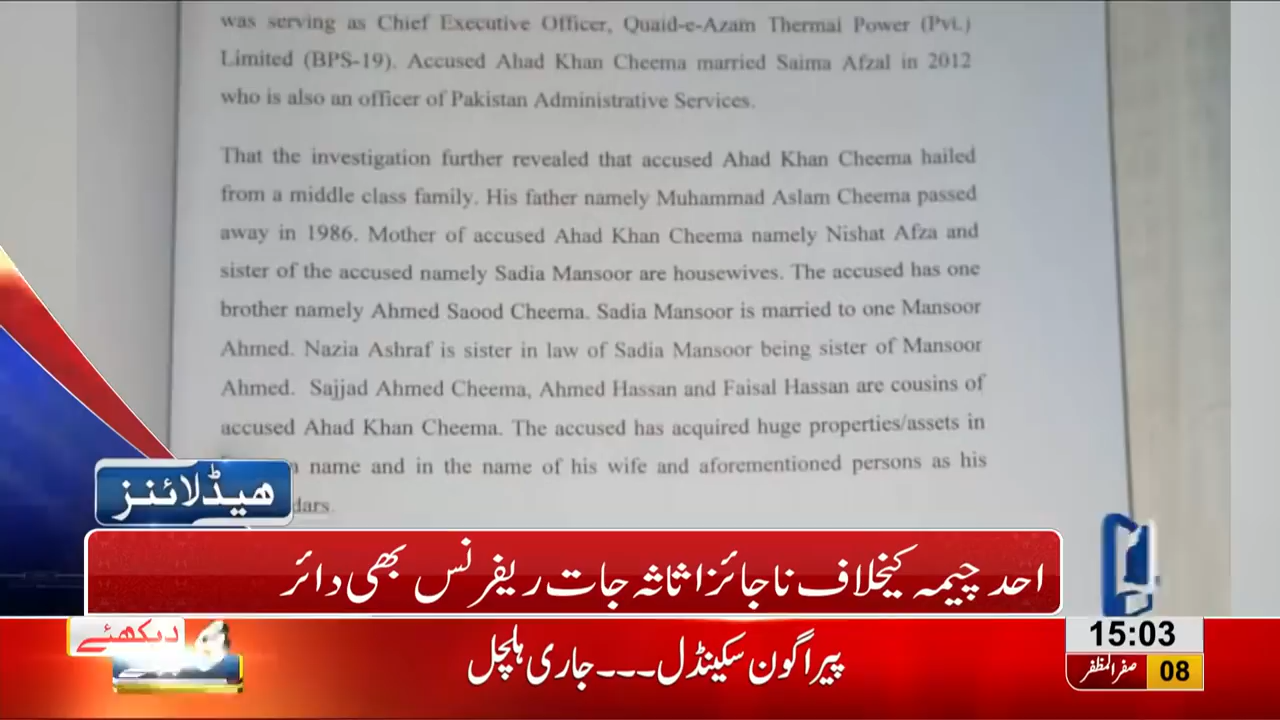 was serving as Chief Executive Officer, Quaid-e-Azam Thermal Power (Pvt.)
Limited (BPS-19). Accused Ahad Khan Cheema married Saima Afzal in 2012
who is also an officer of Pakistan Administrative Services.
That the investigation further revealed that accused Ahad Khan Cheema hailed
from a middle class family. His father namely Muhammad Aslam Cheema passed
away in 1986. Mother of accused Ahad Khan Cheema namely Nishat Afza and
sister of the accused namely Sadia Mansoor are housewives. The accused has one
brother namely Ahmed Saood Cheema. Sadia Mansoor is married to one Mansoor
Ahmed. Nazia Ashraf is sister in law of Sadia Mansoor being sister of Mansoor
Ahmed. Sajjad Ahmed Cheema, Ahmed Hassan and Faisal Hassan are cousins of
accused Ahad Khan Cheema. The accused has acquired huge properties/assets in
name and in the name of his wife and aforementioned persons as his
dars.
ھیڈلائنز
احد چیمہ کیخلاف ناجائز اثاثہ جات ریفرنس بھی دائر
دیکھئے
پیراگون سکینڈل۔۔۔جاری ہلچل
15:03
08 صفر المظفر